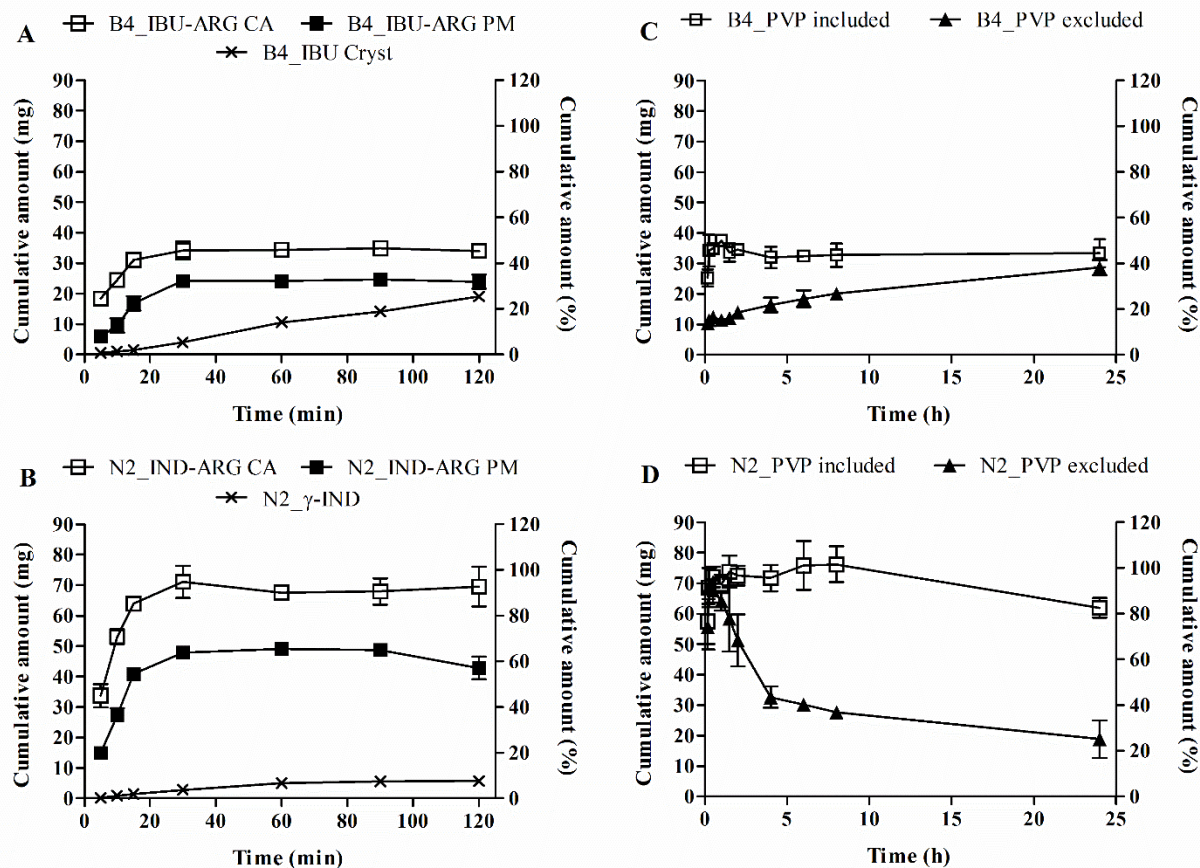 A
B4_IBU-ARG CA
B4_IBU-ARG PM
B4_IBU Cryst
Cumulative amount (mg)
90
80
70
60
50
40
30
20
10
0
120
100
80
60
40
20
0
Cumulative amount (%)
0 20 40 60 80 100 120
Time (min)
C
B4_PVP included
B4_PVP excluded
Cumulative amount (mg)
90
80
70
60
50
40
30
20
10
0
120
100
80
60
40
20
0
Cumulative amount (%)
0 5 10 15 20 25
Time (h)
B
N2_IND-ARG CA
N2_IND-ARG PM
N2_γ-IND
Cumulative amount (mg)
90
80
70
60
50
40
30
20
10
0
120
100
80
60
40
20
0
Cumulative amount (%)
0 20 40 60 80 100 120
Time (min)
D
N2_PVP included
N2_PVP excluded
Cumulative amount (mg)
90
80
70
60
50
40
30
20
10
0
120
100
80
60
40
20
0
Cumulative amount (%)
0 5 10 15 20 25
Time (h)